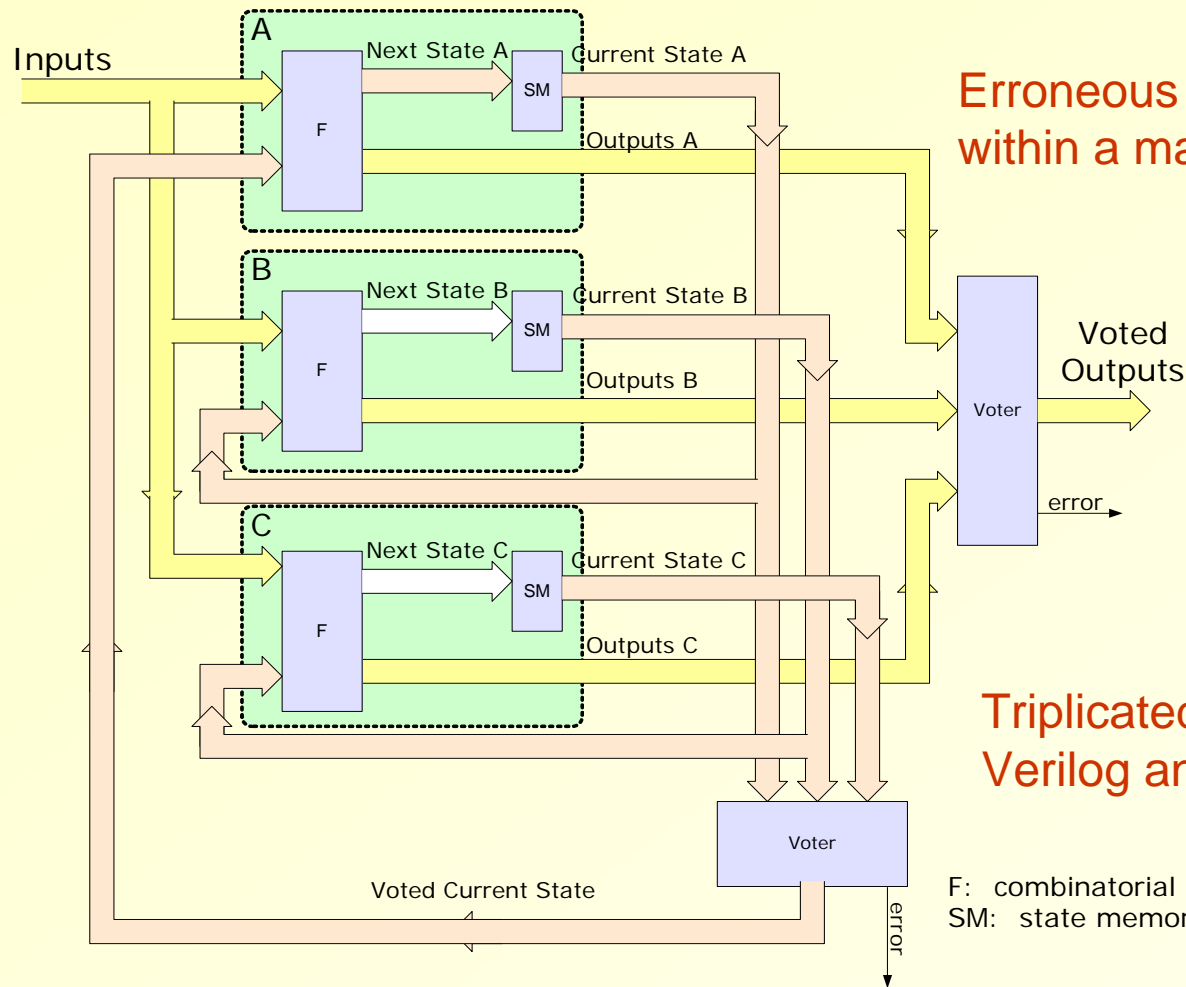 Inputs
A
Next State A
Current State A
F
SM
Outputs A
Erroneous
within a ma
B
Next State B
Current State B
F
SM
Outputs B
Voter
Voted
Outputs
error
C
Next State C
Current State C
F
SM
Outputs C
Triplicated
Verilog an
Voter
Voted Current State
error
F: combinatorial
SM: state memor